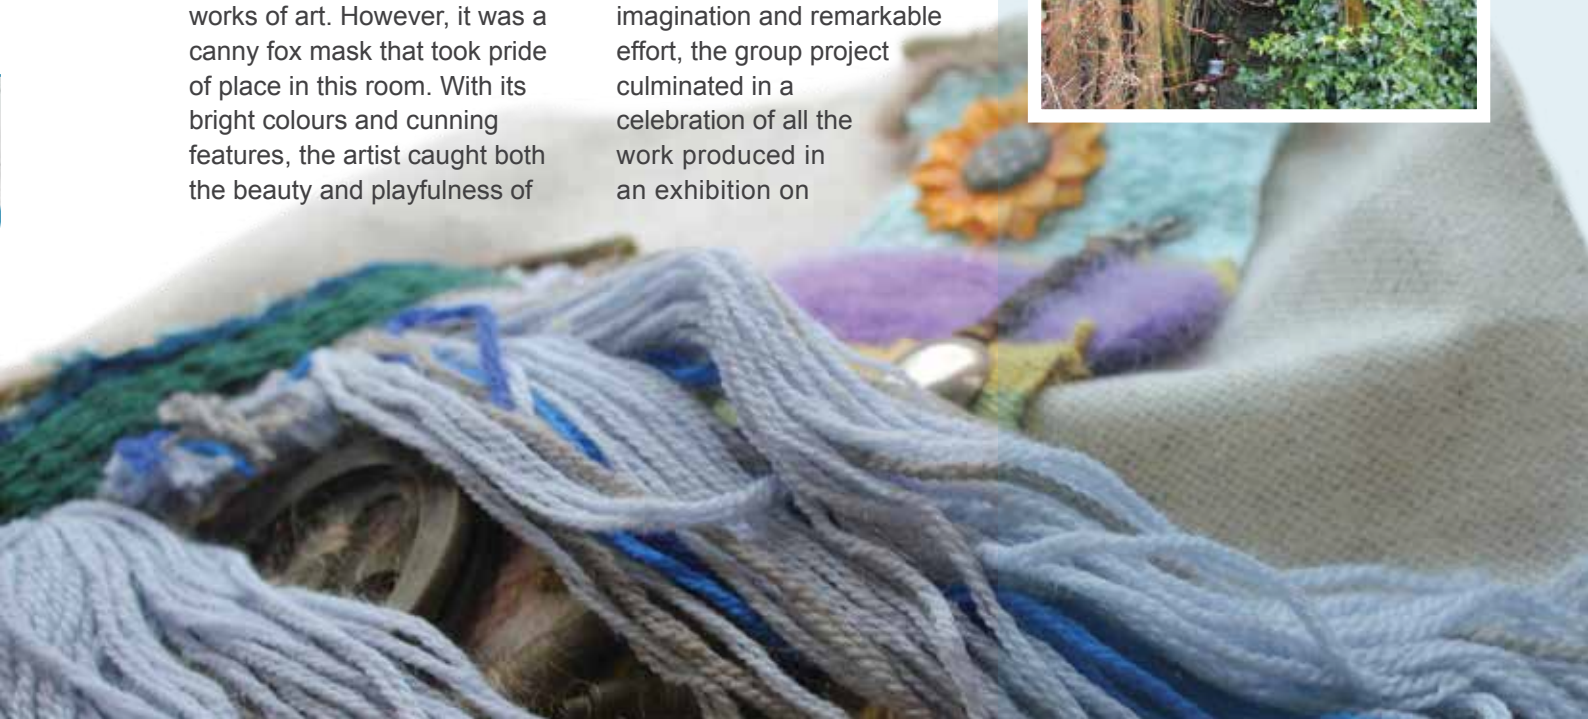 works of art. However, it was a
canny fox mask that took pride
of place in this room. With its
bright colours and cunning
features, the artist caught both
the beauty and playfulness of
imagination and remarkable
effort, the group project
culminated in a
celebration of all the
work produced in
an exhibition on